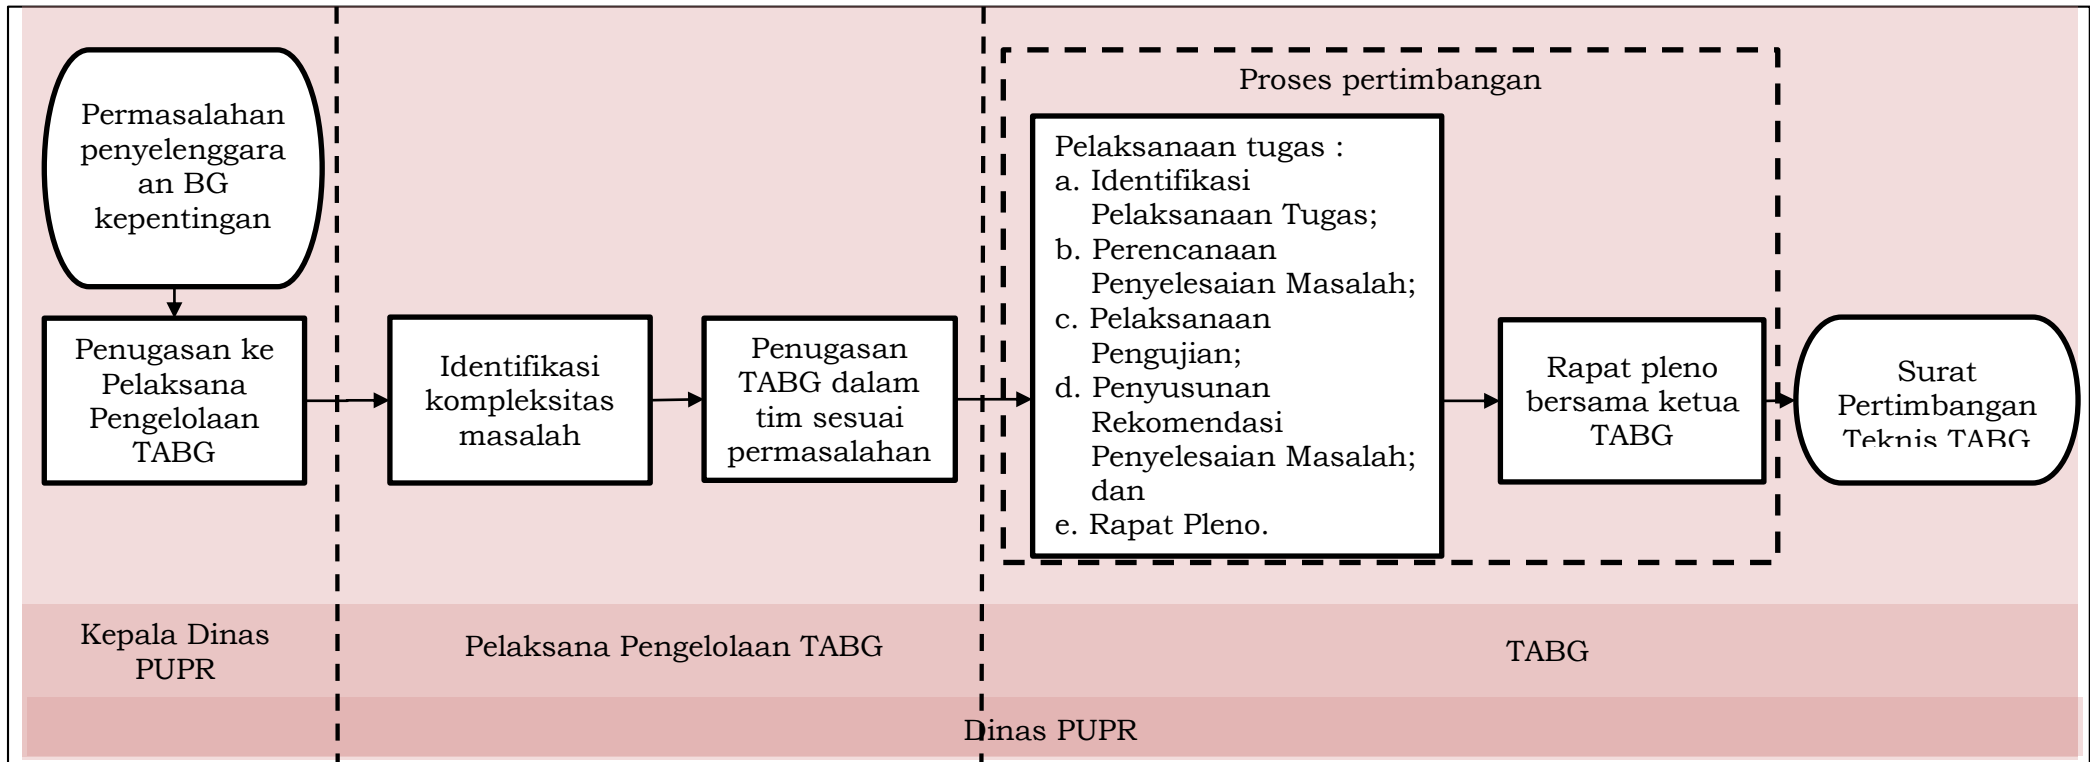 Permasalahan
penyelenggara
an BG
kepentingan
Penugasan ke
Pelaksana
Pengelolaan
TABG
Identifikasi
kompleksitas
masalah
Penugasan
TABG dalam
tim sesuai
permasalahan
Proses pertimbangan
Pelaksanaan tugas :
a. Identifikasi
Pelaksanaan Tugas;
b. Perencanaan
Penyelesaian Masalah;
c. Pelaksanaan
Pengujian;
d. Penyusunan
Rekomendasi
Penyelesaian Masalah;
dan
e. Rapat Pleno.
Rapat pleno
bersama ketua
TABG
Surat
Pertimbangan
Teknis TABG
Kepala Dinas
PUPR
Pelaksana Pengelolaan TABG
TABG
Dinas PUPR